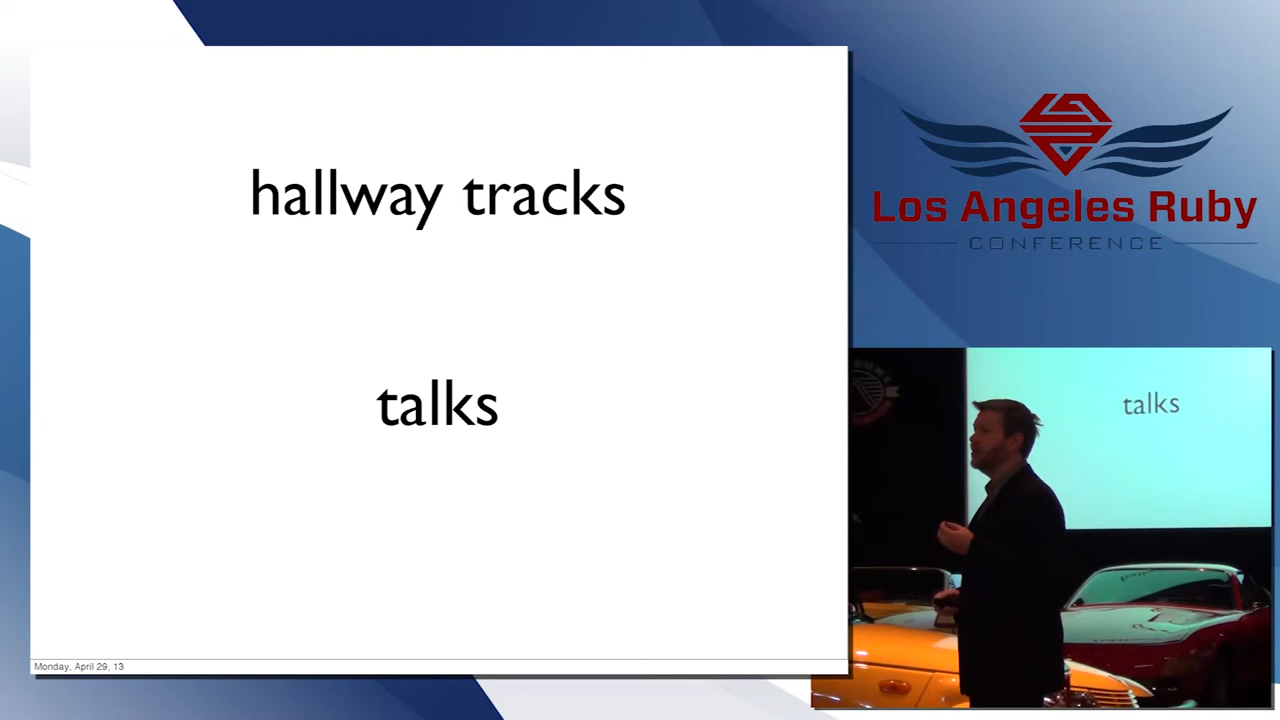 hallway tracks
talks
Monday, April 29, 13
Los Angeles Ruby
CONFERENCE
talks